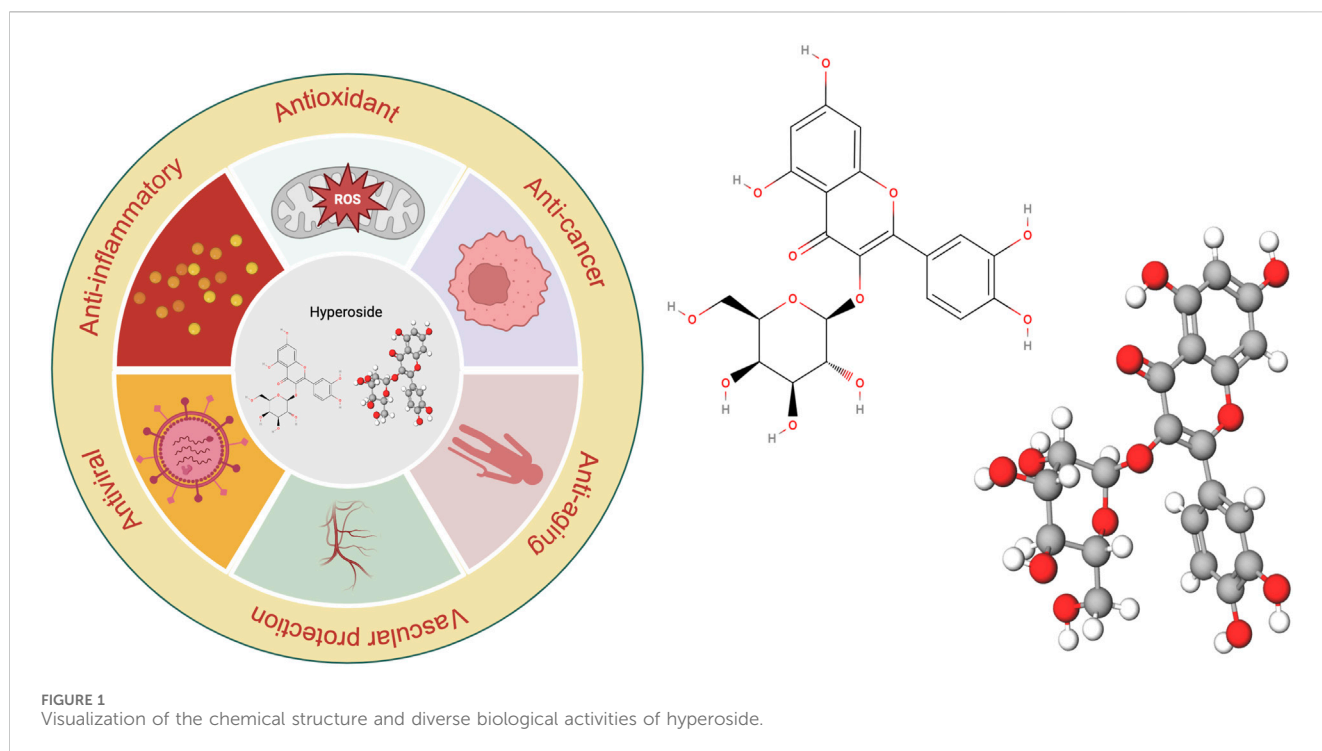 Antioxidant
Anti-cancer
Anti-aging
Vascular protection
Antiviral
Anti-inflammatory
ROS
Hyperoside
H
O
H
O
O
O
O
H
O
H
O
H
O
O
H
O
H
O
H
O
H
FIGURE 1
Visualization of the chemical structure and diverse biological activities of hyperoside.